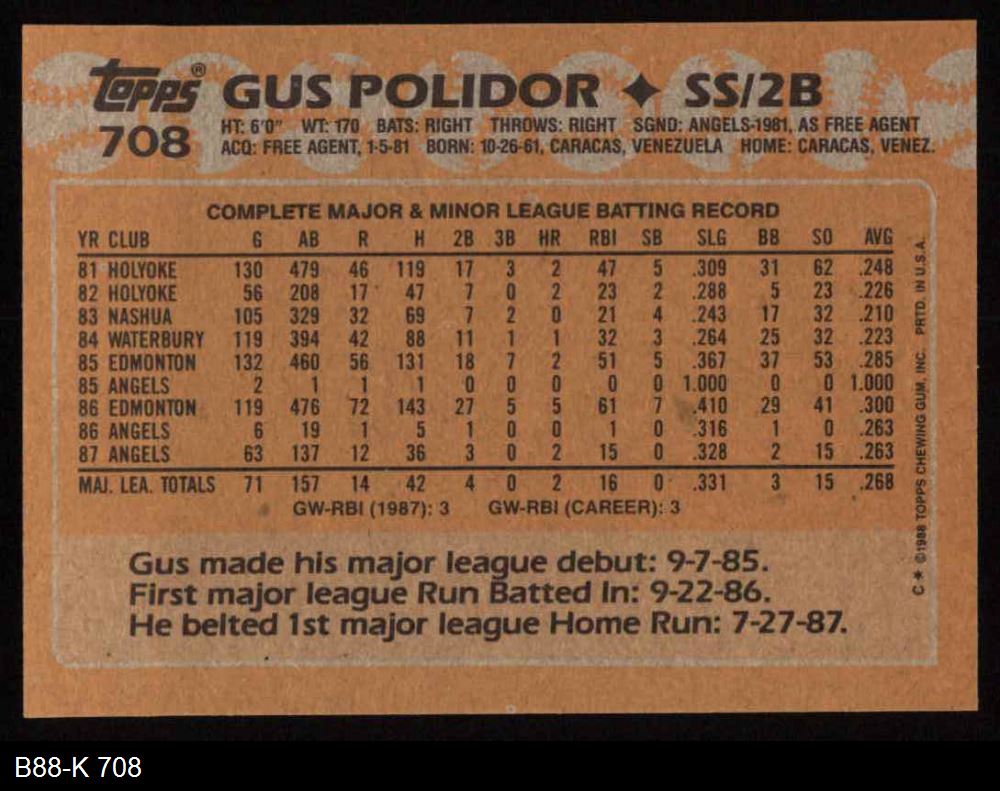 topps® GUS POLIDOR ✦ SS/2B
708
HT: 6'0" WT: 170 BATS: RIGHT THROWS: RIGHT SGND: ANGELS-1981, AS FREE AGENT
ACQ: FREE AGENT, 1-5-81 BORN: 10-26-61, CARACAS, VENEZUELA HOME: CARACAS, VENEZ.
COMPLETE MAJOR & MINOR LEAGUE BATTING RECORD
YR CLUB G AB R H 2B 3B HR RBI SB SLG BB SO AVG
81 HOLYOKE 130 479 46 119 17 3 2 47 5 .309 31 62 .248
82 HOLYOKE 56 208 17 47 7 0 2 23 2 .288 5 23 .226
83 NASHUA 105 329 32 69 7 2 0 21 4 .243 17 32 .210
84 WATERBURY 119 394 42 88 11 1 1 32 3 .264 25 32 .223
85 EDMONTON 132 460 56 131 18 7 2 51 5 .367 37 53 .285
85 ANGELS 2 1 1 1 0 0 0 0 0 1.000 0 0 1.000
86 EDMONTON 119 476 72 143 27 5 5 61 7 .410 29 41 .300
86 ANGELS 6 19 1 5 1 0 0 1 0 .316 1 0 .263
87 ANGELS 63 137 12 36 3 0 2 15 0 .328 2 15 .263
MAJ. LEA. TOTALS 71 157 14 42 4 0 2 16 0 .331 3 15 .268
GW-RBI (1987): 3 GW-RBI (CAREER): 3
Gus made his major league debut: 9-7-85.
First major league Run Batted In: 9-22-86.
He belted 1st major league Home Run: 7-27-87.
C* ©1988 TOPPS CHEWING GUM, INC. PRTD. IN U.S.A.
B88-K 708